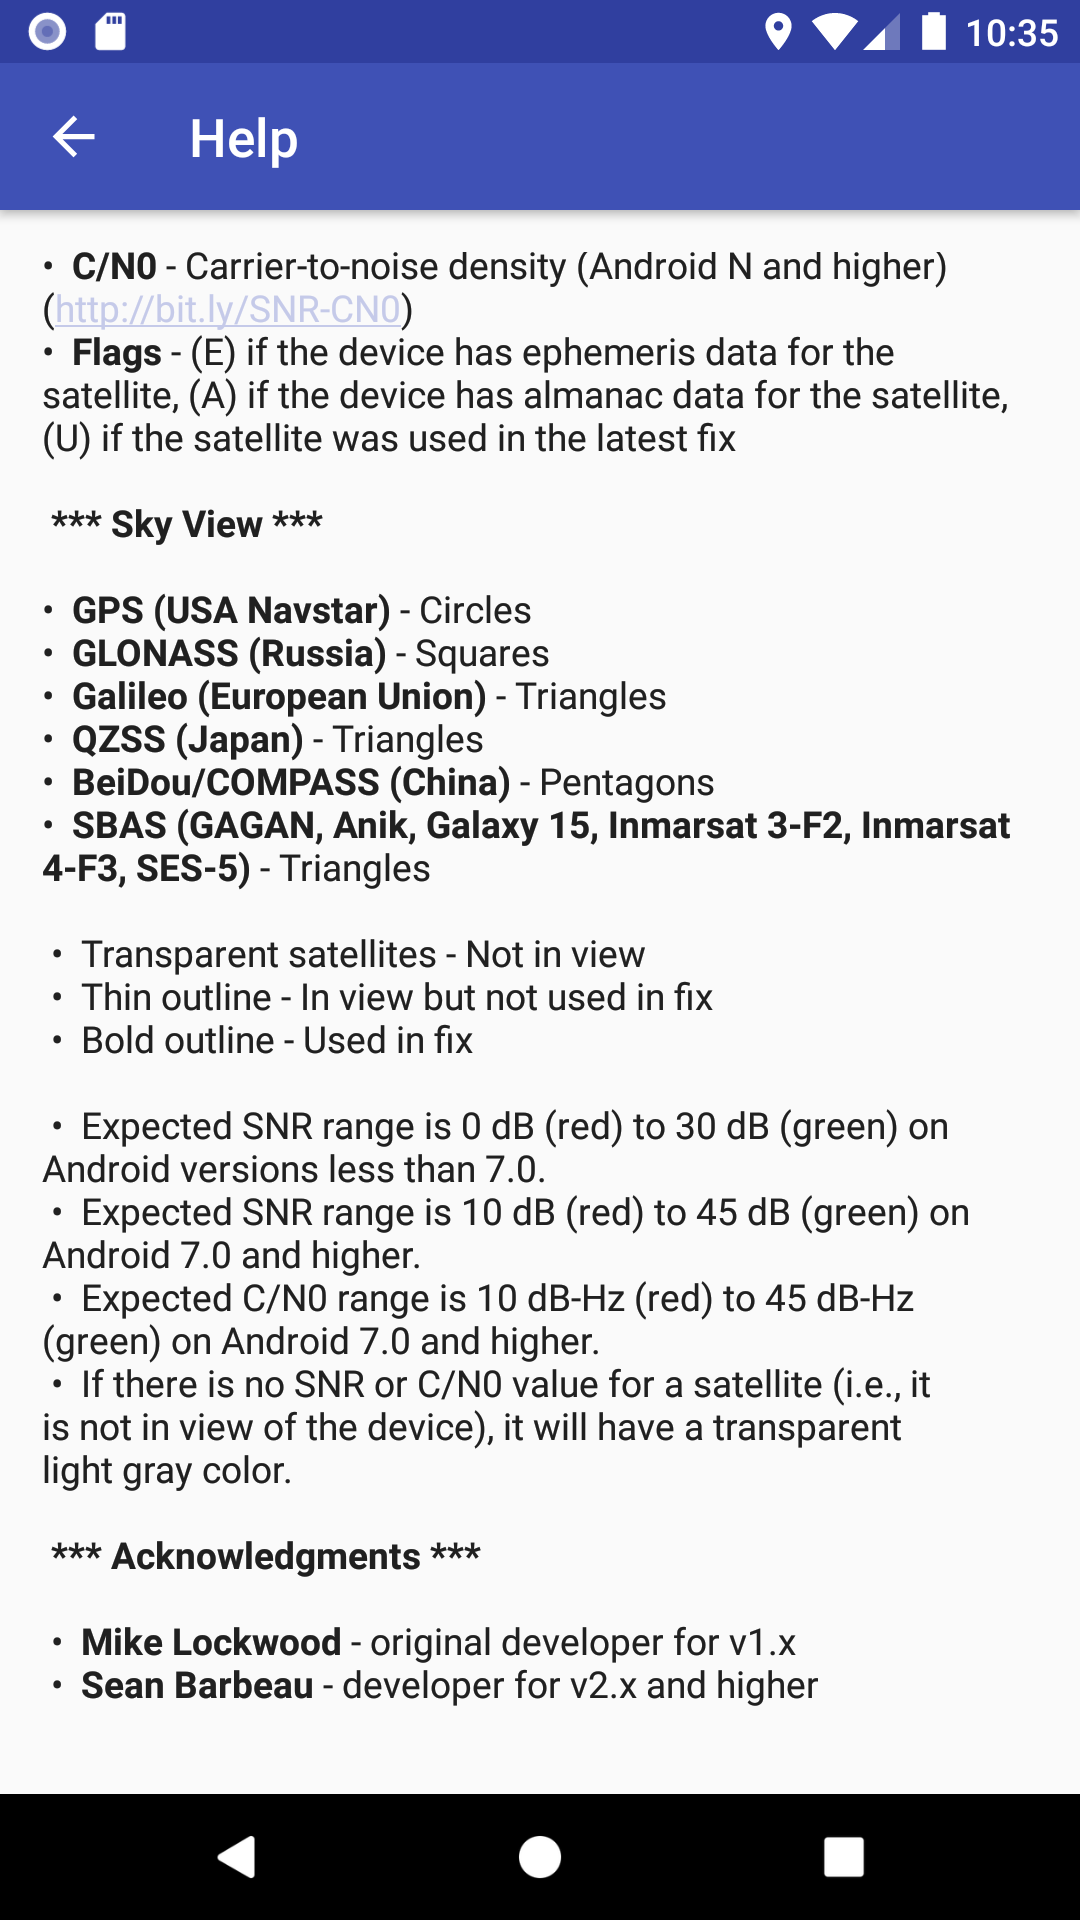 10:35
Help
• C/N0 - Carrier-to-noise density (Android N and higher)
(http://bit.ly/SNR-CN0)
• Flags - (E) if the device has ephemeris data for the
satellite, (A) if the device has almanac data for the satellite,
(U) if the satellite was used in the latest fix
*** Sky View ***
• GPS (USA Navstar) - Circles
• GLONASS (Russia) - Squares
• Galileo (European Union) - Triangles
• QZSS (Japan) - Triangles
• BeiDou/COMPASS (China) - Pentagons
• SBAS (GAGAN, Anik, Galaxy 15, Inmarsat 3-F2, Inmarsat
4-F3, SES-5) - Triangles
• Transparent satellites - Not in view
• Thin outline - In view but not used in fix
• Bold outline - Used in fix
• Expected SNR range is 0 dB (red) to 30 dB (green) on
Android versions less than 7.0.
• Expected SNR range is 10 dB (red) to 45 dB (green) on
Android 7.0 and higher.
• Expected C/N0 range is 10 dB-Hz (red) to 45 dB-Hz
(green) on Android 7.0 and higher.
• If there is no SNR or C/N0 value for a satellite (i.e., it
is not in view of the device), it will have a transparent
light gray color.
*** Acknowledgments ***
• Mike Lockwood - original developer for v1.x
• Sean Barbeau - developer for v2.x and higher